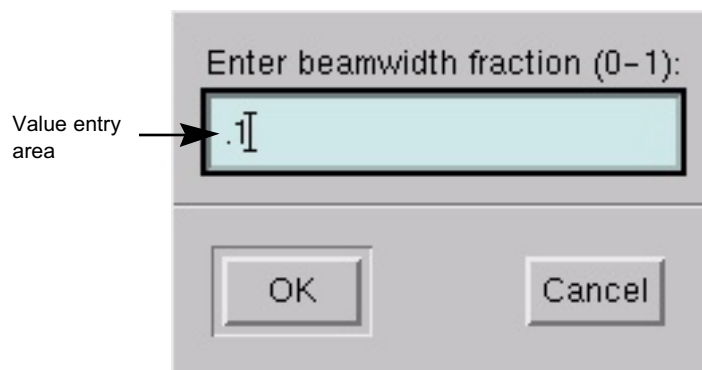 Enter beamwidth fraction (0-1):
Value entry
area
.1
OK
Cancel